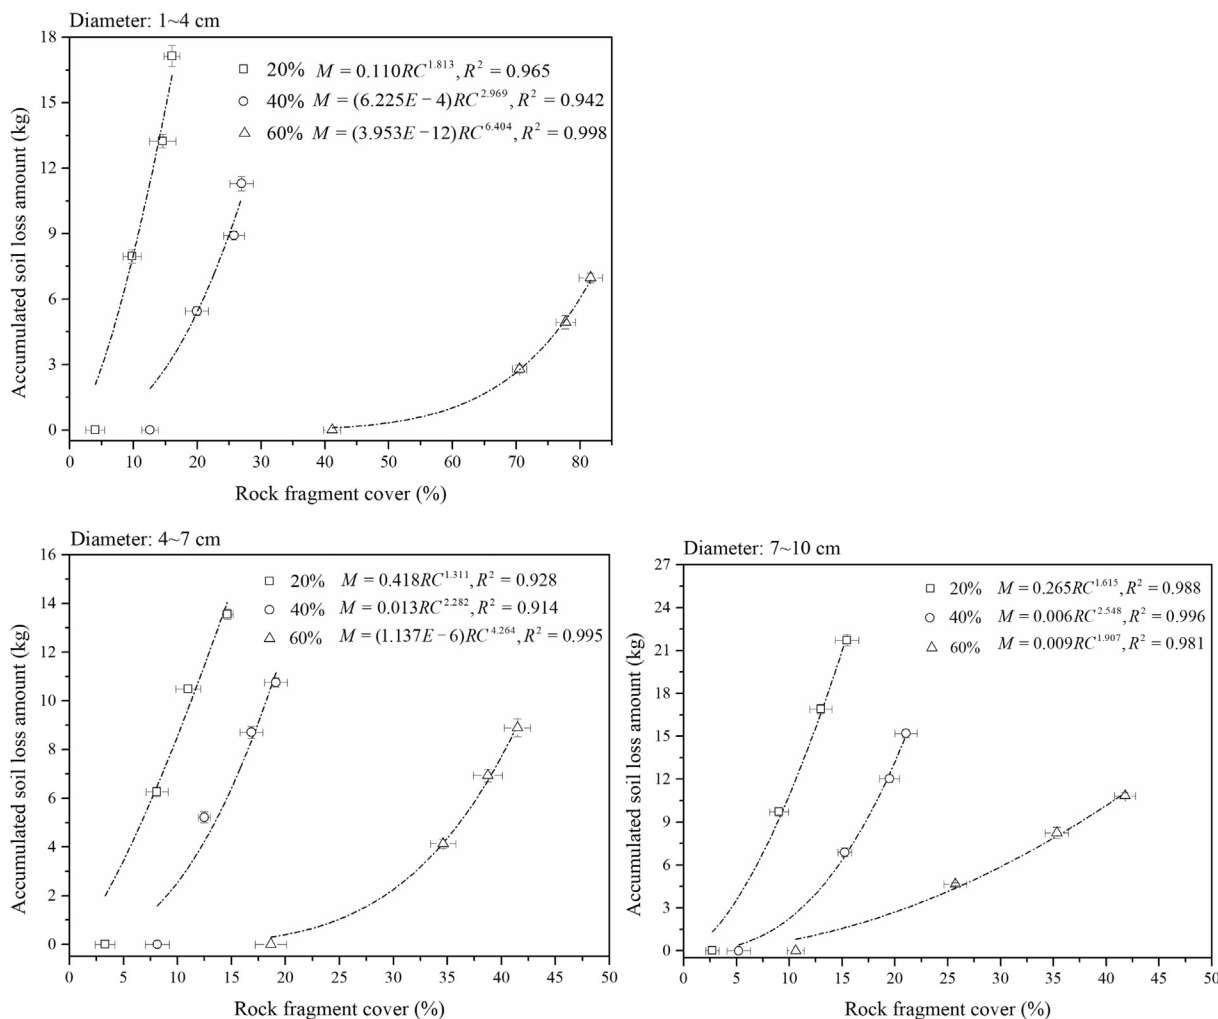 Diameter: 1~4 cm
18
15
12
9
6
3
0
Accumulated soil loss amount (kg)
20% M = 0.110RC^1.813, R^2 = 0.965
40% M = (6.225E − 4)RC^2.969, R^2 = 0.942
60% M = (3.953E −12)RC^6.404, R^2 = 0.998
0 10 20 30 40 50 60 70 80
Rock fragment cover (%)
Diameter: 4~7 cm
16
14
12
10
8
6
4
2
0
Accumulated soil loss amount (kg)
20% M = 0.418RC^1.311, R^2 = 0.928
40% M = 0.013RC^2.282, R^2 = 0.914
60% M = (1.137E − 6)RC^4.264, R^2 = 0.995
0 5 10 15 20 25 30 35 40 45 50
Rock fragment cover (%)
Diameter: 7~10 cm
27
24
21
18
15
12
9
6
3
0
Accumulated soil loss amount (kg)
20% M = 0.265RC^1.615, R^2 = 0.988
40% M = 0.006RC^2.548, R^2 = 0.996
60% M = 0.009RC^1.907, R^2 = 0.981
0 5 10 15 20 25 30 35 40 45 50
Rock fragment cover (%)